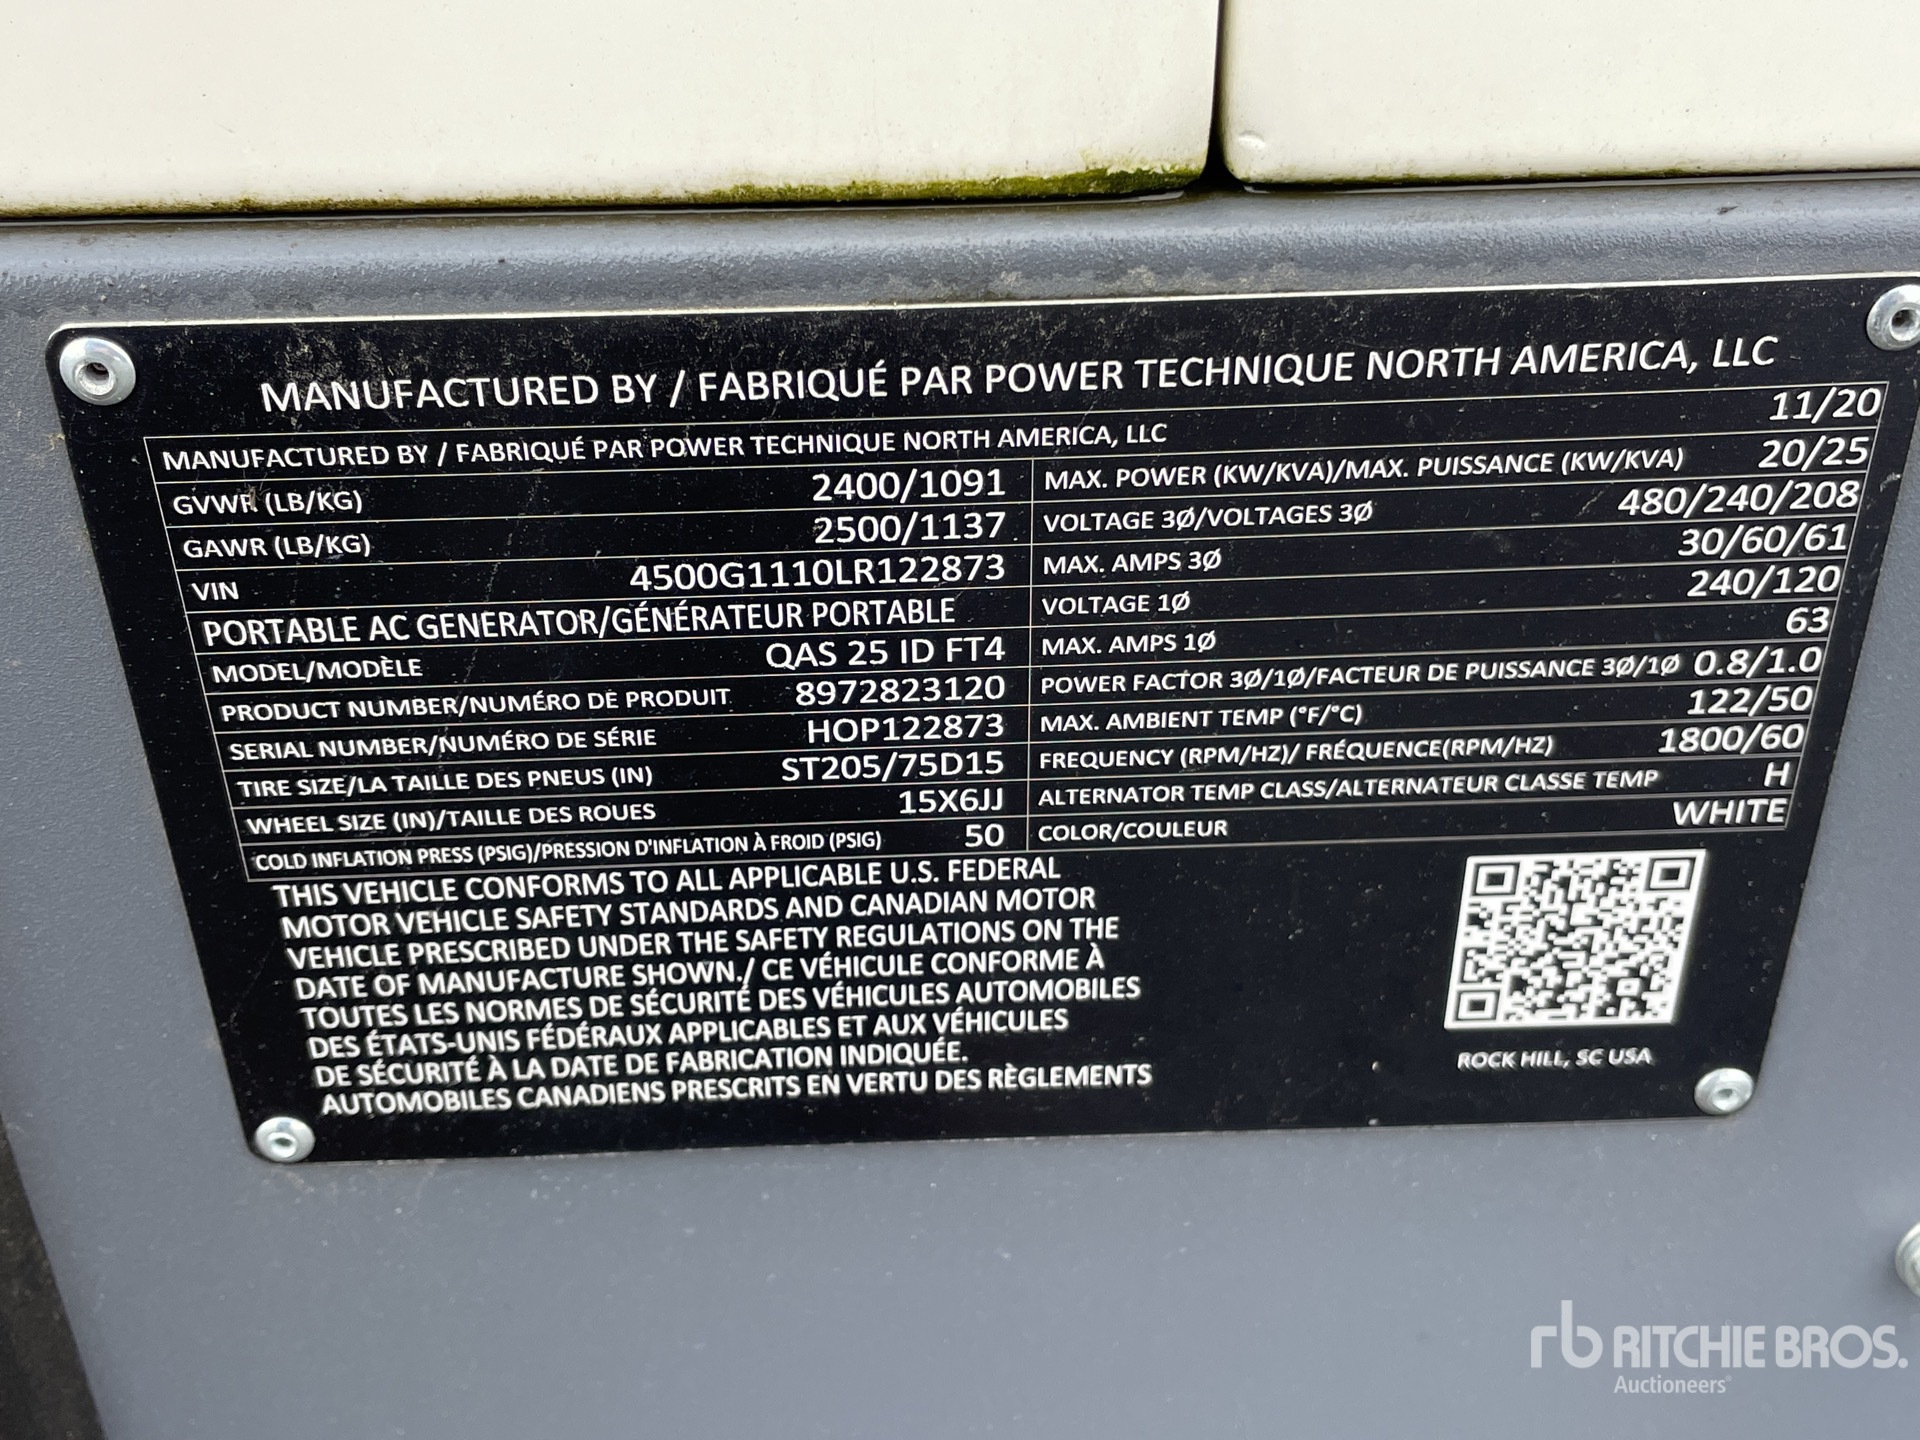 MANUFACTURED BY / FABRIQUÉ PAR POWER TECHNIQUE NORTH AMERICA, LLC
MANUFACTURED BY / FABRIQUÉ PAR POWER TECHNIQUE NORTH AMERICA, LLC 11/20
GVWR (LB/KG) 2400/1091
GAWR (LB/KG) 2500/1137
VIN 4500G1110LR122873
PORTABLE AC GENERATOR/GÉNÉRATEUR PORTABLE
MODEL/MODÈLE QAS 25 ID FT4
PRODUCT NUMBER/NUMÉRO DE PRODUIT 8972823120
SERIAL NUMBER/NUMÉRO DE SÉRIE HOP122873
TIRE SIZE/LA TAILLE DES PNEUS (IN) ST205/75D15
WHEEL SIZE (IN)/TAILLE DES ROUES 15X6JJ
COLD INFLATION PRESS (PSIG)/PRESSION D'INFLATION À FROID (PSIG) 50
MAX. POWER (KW/KVA)/MAX. PUISSANCE (KW/KVA) 20/25
VOLTAGE 3Ø/VOLTAGES 3Ø 480/240/208
MAX. AMPS 3Ø 30/60/61
VOLTAGE 1Ø 240/120
MAX. AMPS 1Ø 63
POWER FACTOR 3Ø/1Ø/FACTEUR DE PUISSANCE 3Ø/1Ø 0.8/1.0
MAX. AMBIENT TEMP (°F/°C) 122/50
FREQUENCY (RPM/HZ)/ FRÉQUENCE(RPM/HZ) 1800/60
ALTERNATOR TEMP CLASS/ALTERNATEUR CLASSE TEMP H
COLOR/COULEUR WHITE
THIS VEHICLE CONFORMS TO ALL APPLICABLE U.S. FEDERAL
MOTOR VEHICLE SAFETY STANDARDS AND CANADIAN MOTOR
VEHICLE PRESCRIBED UNDER THE SAFETY REGULATIONS ON THE
DATE OF MANUFACTURE SHOWN./ CE VÉHICULE CONFORME À
TOUTES LES NORMES DE SÉCURITÉ DES VÉHICULES AUTOMOBILES
DES ÉTATS-UNIS FÉDÉRAUX APPLICABLES ET AUX VÉHICULES
DE SÉCURITÉ À LA DATE DE FABRICATION INDIQUÉE.
AUTOMOBILES CANADIENS PRESCRITS EN VERTU DES RÈGLEMENTS
ROCK HILL, SC USA
rb RITCHIE BROS.
Auctioneers